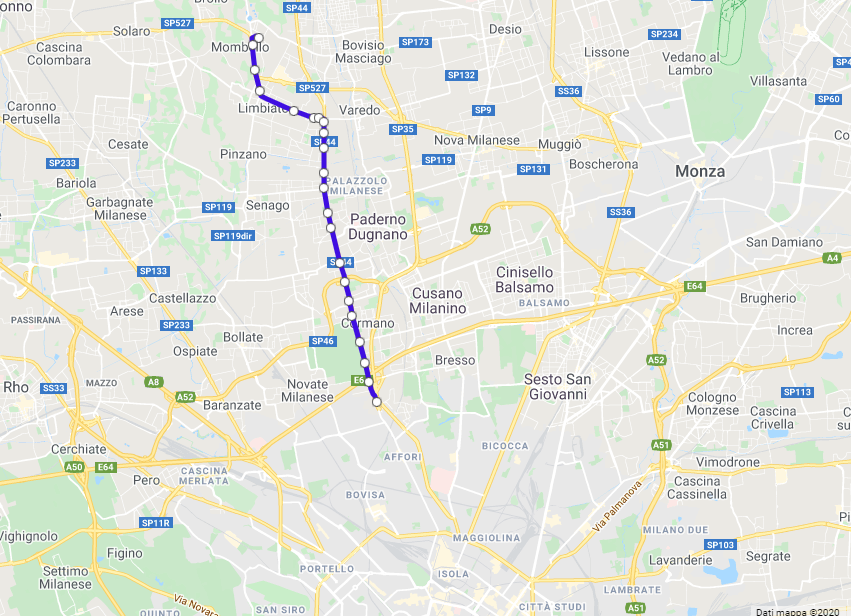 onno
Brollo
SP44
SP527
Solaro
Desio
SP234
Cascina
Colombara
Mombello
Bovisio
Masciago
SP173
Lissone
Vedano al
Lambro
SP4
SP132
Villasanta
SP527
SS36
SP60
Caronno
Pertusella
Limbiate
Varedo
SP9
SP35
Co
Cesate
SP44
Nova Milanese
Muggiò
Pinzano
SP119
Boscherona
SP233
SP131
Monza
Bariola
PALAZZOLO
MILANESE
Garbagnate
Milanese
SP119
Senago
SS36
Paderno
Dugnano
SP119dir
A52
San Damiano
A4
SP133
Cinisello
Balsamo
E64
Castellazzo
Cusano
Milanino
BALSAMO
Brugherio
Arese
PASSIRANA
SP233
Cormano
Increa
Bollate
SP46
Ospiate
Bresso
A52
Rho
MAZZO
A8
Novate
Milanese
Sesto San
Giovanni
SS33
A52
SP113
Baranzate
Cologno
Monzese
Cascina
Crivella
su
Cerchiate
BICOCCA
A51
A50
E64
AFFORI
Vimodrone
CASCINA
MERLATA
Pero
Cascina
Cassinella
BOVISA
Via Palmanova
SP11R
Pi
MILANO DUE
Vighignolo
MAGGIOLINA
Figino
SP103
Segrate
Lavanderie
Settimo
Milanese
PORTELLO
ISOLA
LAMBRATE
Via Novara
QUINTO
SAN SIRO
CITTÀ STUDI
A51
Dati mappa ©2020